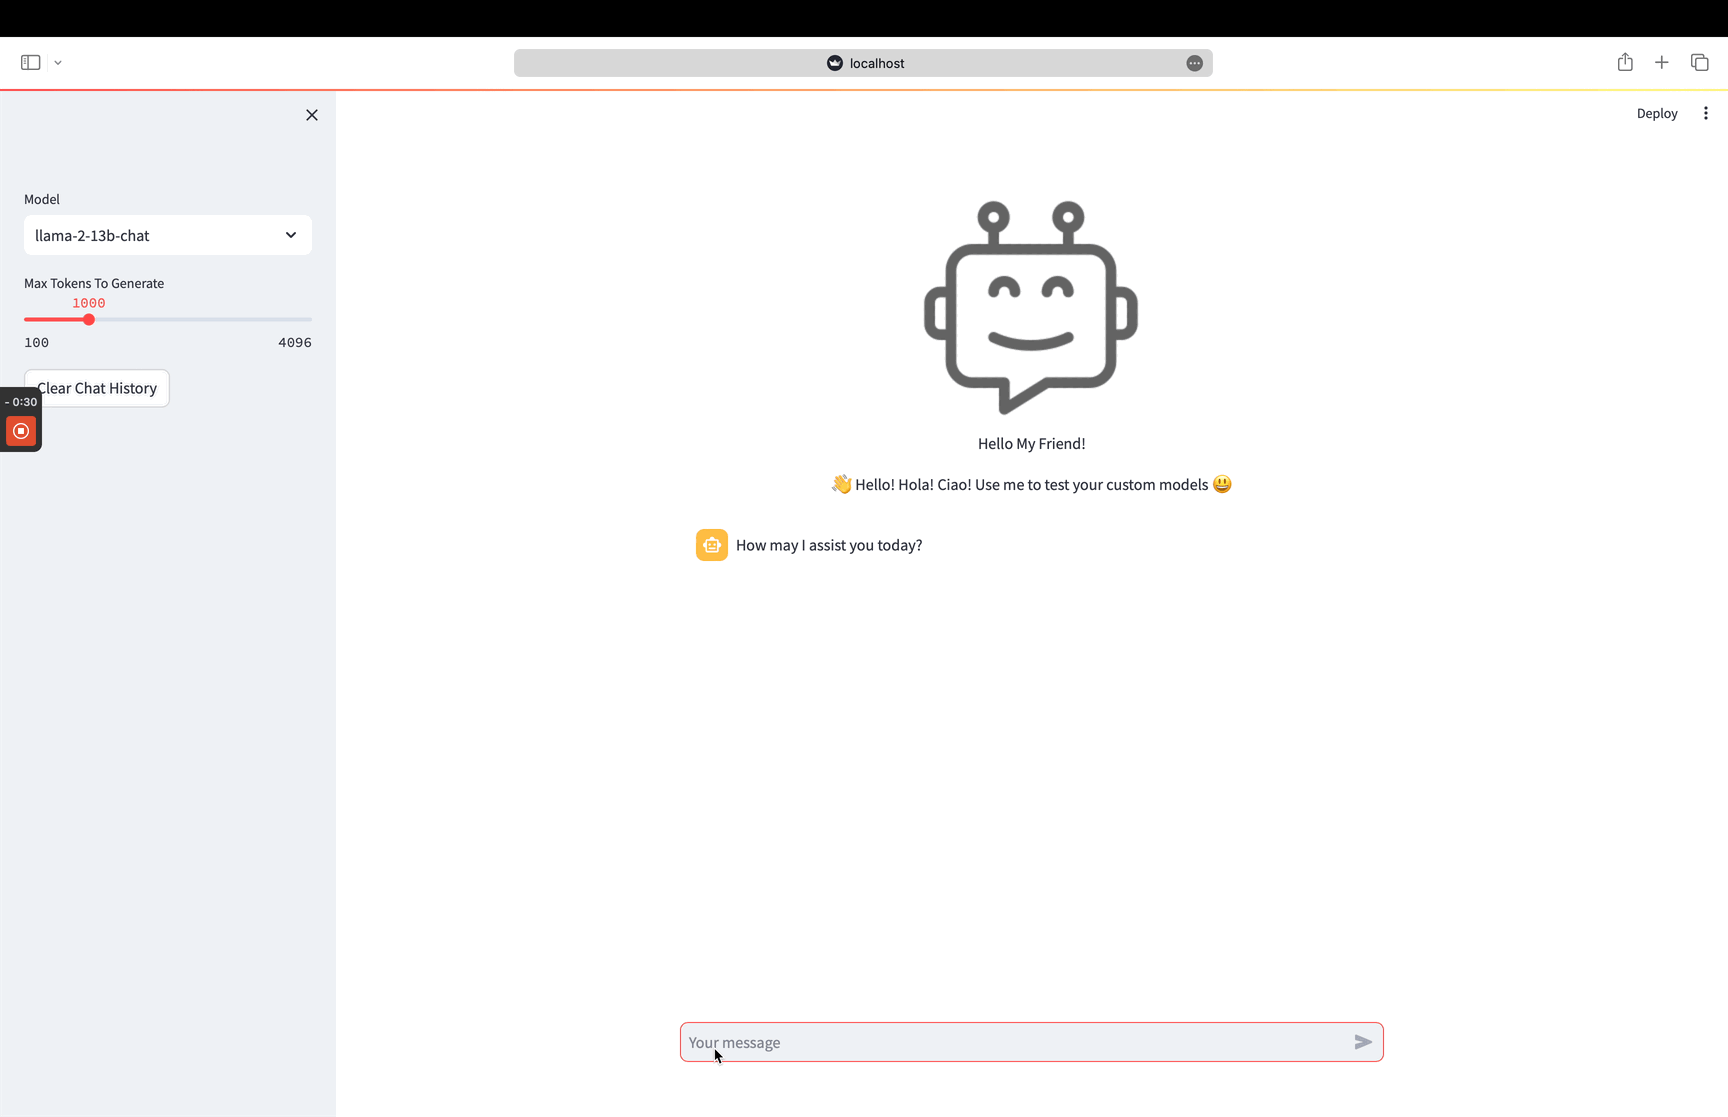 localhost
Deploy
Model
llama-2-13b-chat
Max Tokens To Generate
1000
100 4096
Clear Chat History
- 0:30
Hello My Friend!
👋 Hello! Hola! Ciao! Use me to test your custom models 😃
How may I assist you today?
Your message